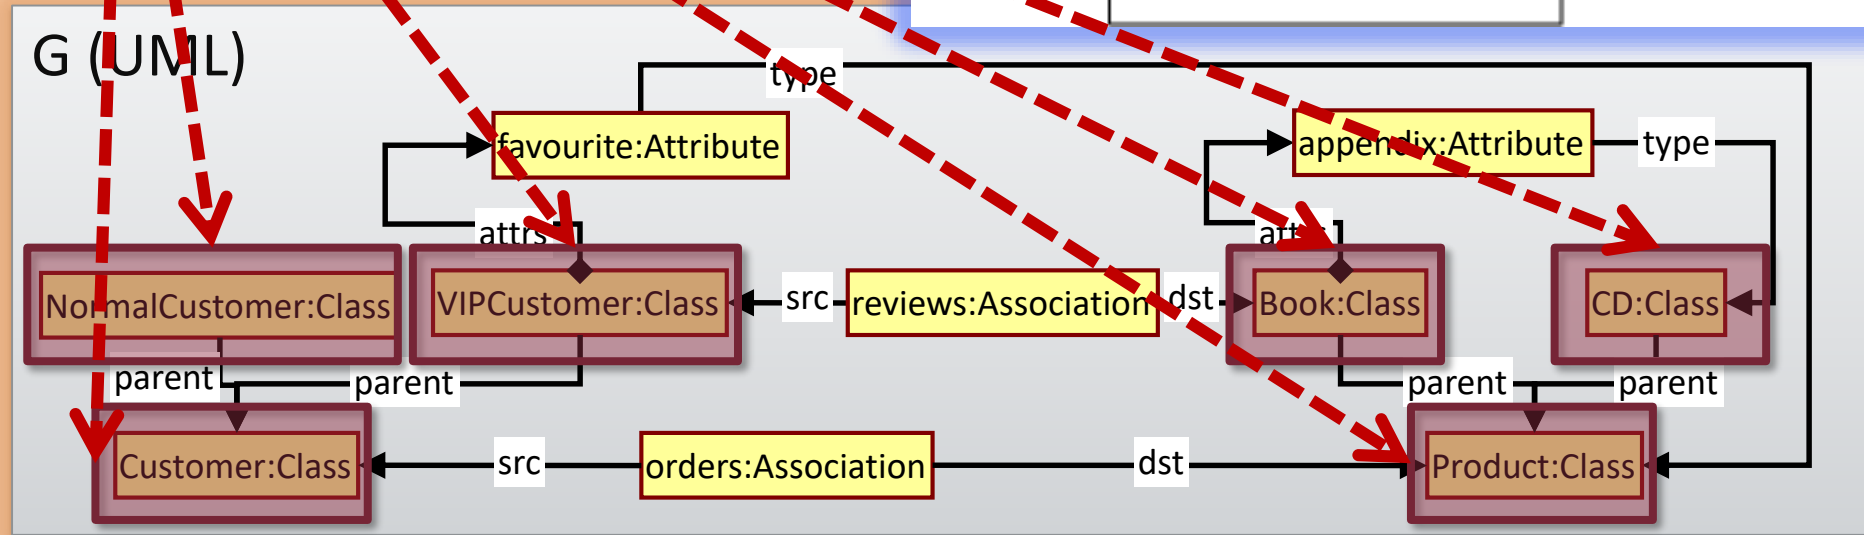 G (UML)
type
favourite:Attribute
appendix:Attribute
type
attrs
attrs
NormalCustomer:Class
VIPCustomer:Class
src
reviews:Association
dst
Book:Class
CD:Class
parent
parent
parent
parent
Customer:Class
src
orders:Association
dst
Product:Class